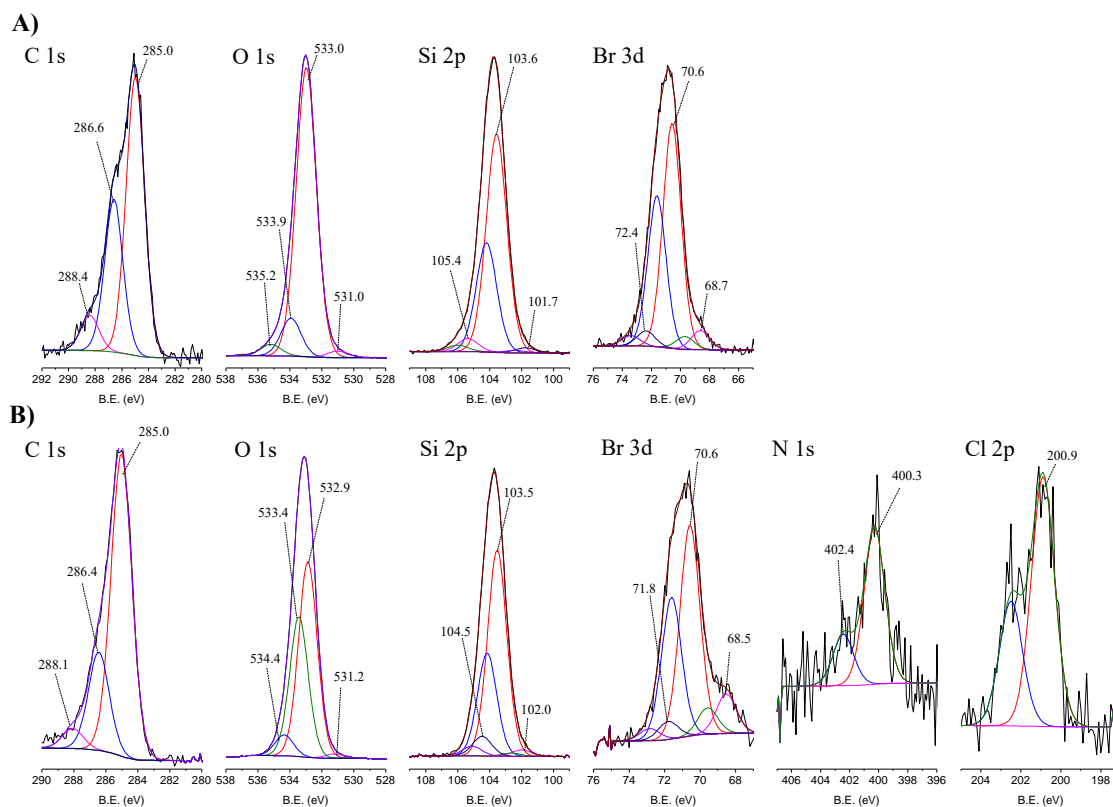 A)
C 1s
285.0
286.6
288.4
292 290 288 286 284 282 280
B.E. (eV)
O 1s
533.0
533.9
535.2
531.0
538 536 534 532 530 528
B.E. (eV)
Si 2p
103.6
105.4
101.7
108 106 104 102 100
B.E. (eV)
Br 3d
70.6
72.4
68.7
76 74 72 70 68 66
B.E. (eV)
B)
C 1s
285.0
286.4
288.1
290 288 286 284 282 280
B.E. (eV)
O 1s
532.9
533.4
534.4
531.2
538 536 534 532 530 528
B.E. (eV)
Si 2p
103.5
104.5
102.0
108 106 104 102 100
B.E. (eV)
Br 3d
70.6
71.8
68.5
76 74 72 70 68
B.E. (eV)
N 1s
400.3
402.4
406 404 402 400 398 396
B.E. (eV)
Cl 2p
200.9
204 202 200 198
B.E. (eV)